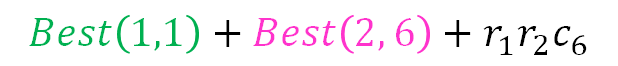 Best(1,1) + Best(2,6) + r₁r₂c₆